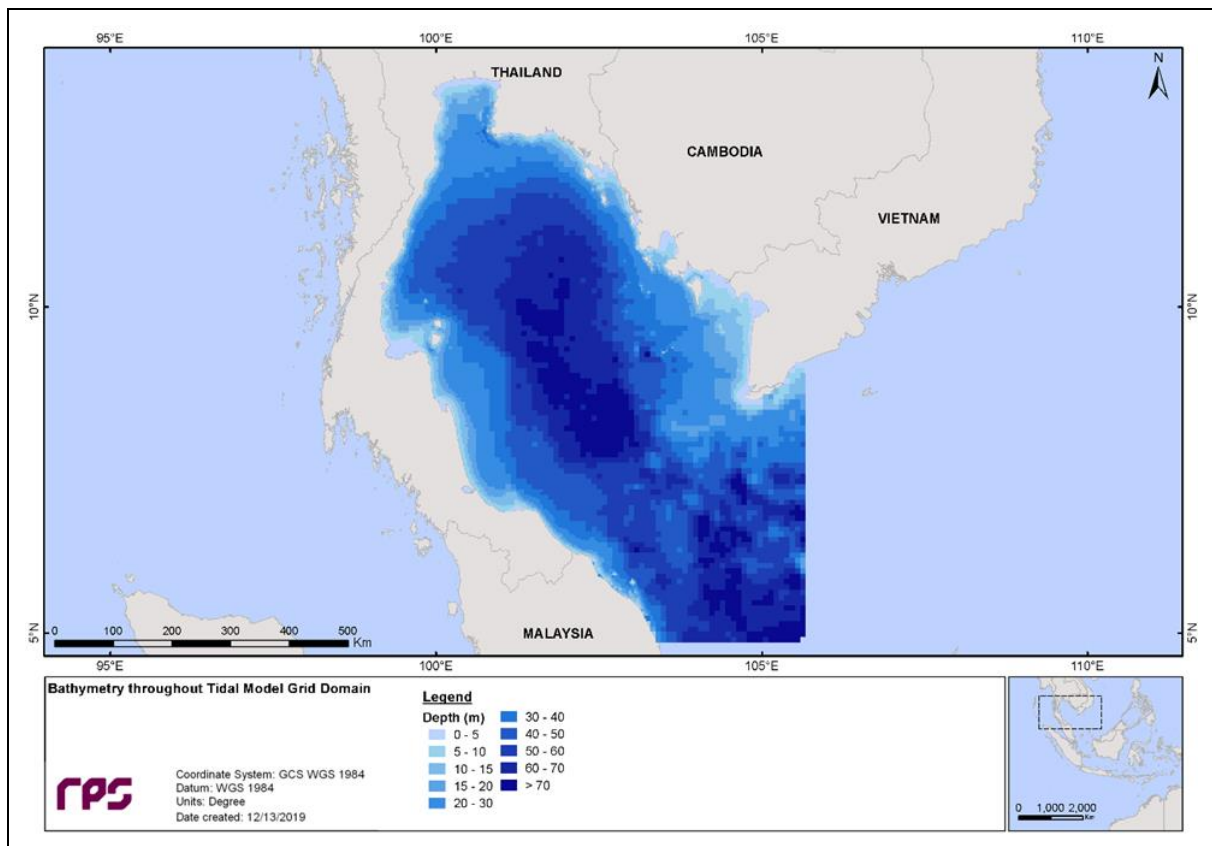 95°E 100°E 105°E 110°E
N
THAILAND
CAMBODIA
VIETNAM
10°N 10°N
MALAYSIA
5°N 5°N
0 100 200 300 400 500
Km
95°E 100°E 105°E 110°E
Bathymetry throughout Tidal Model Grid Domain
rps
Coordinate System: GCS WGS 1984
Datum: WGS 1984
Units: Degree
Date created: 12/13/2019
Legend
Depth (m)
0 - 5
5 - 10
10 - 15
15 - 20
20 - 30
30 - 40
40 - 50
50 - 60
60 - 70
> 70
0 1,000 2,000
Km